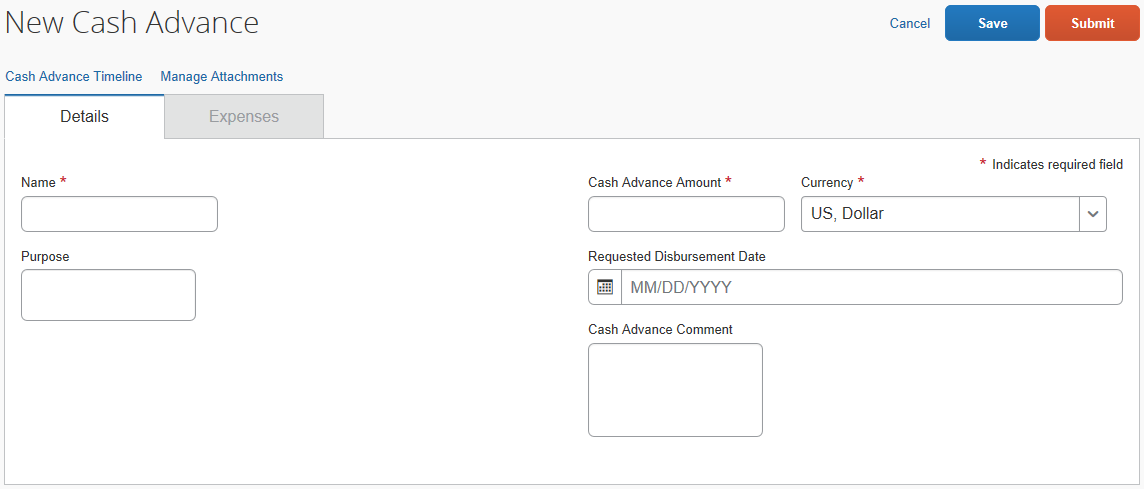 New Cash Advance
Cancel Save Submit
Cash Advance Timeline Manage Attachments
Details Expenses
* Indicates required field
Name * Cash Advance Amount * Currency *
US, Dollar
Purpose Requested Disbursement Date
MM/DD/YYYY
Cash Advance Comment